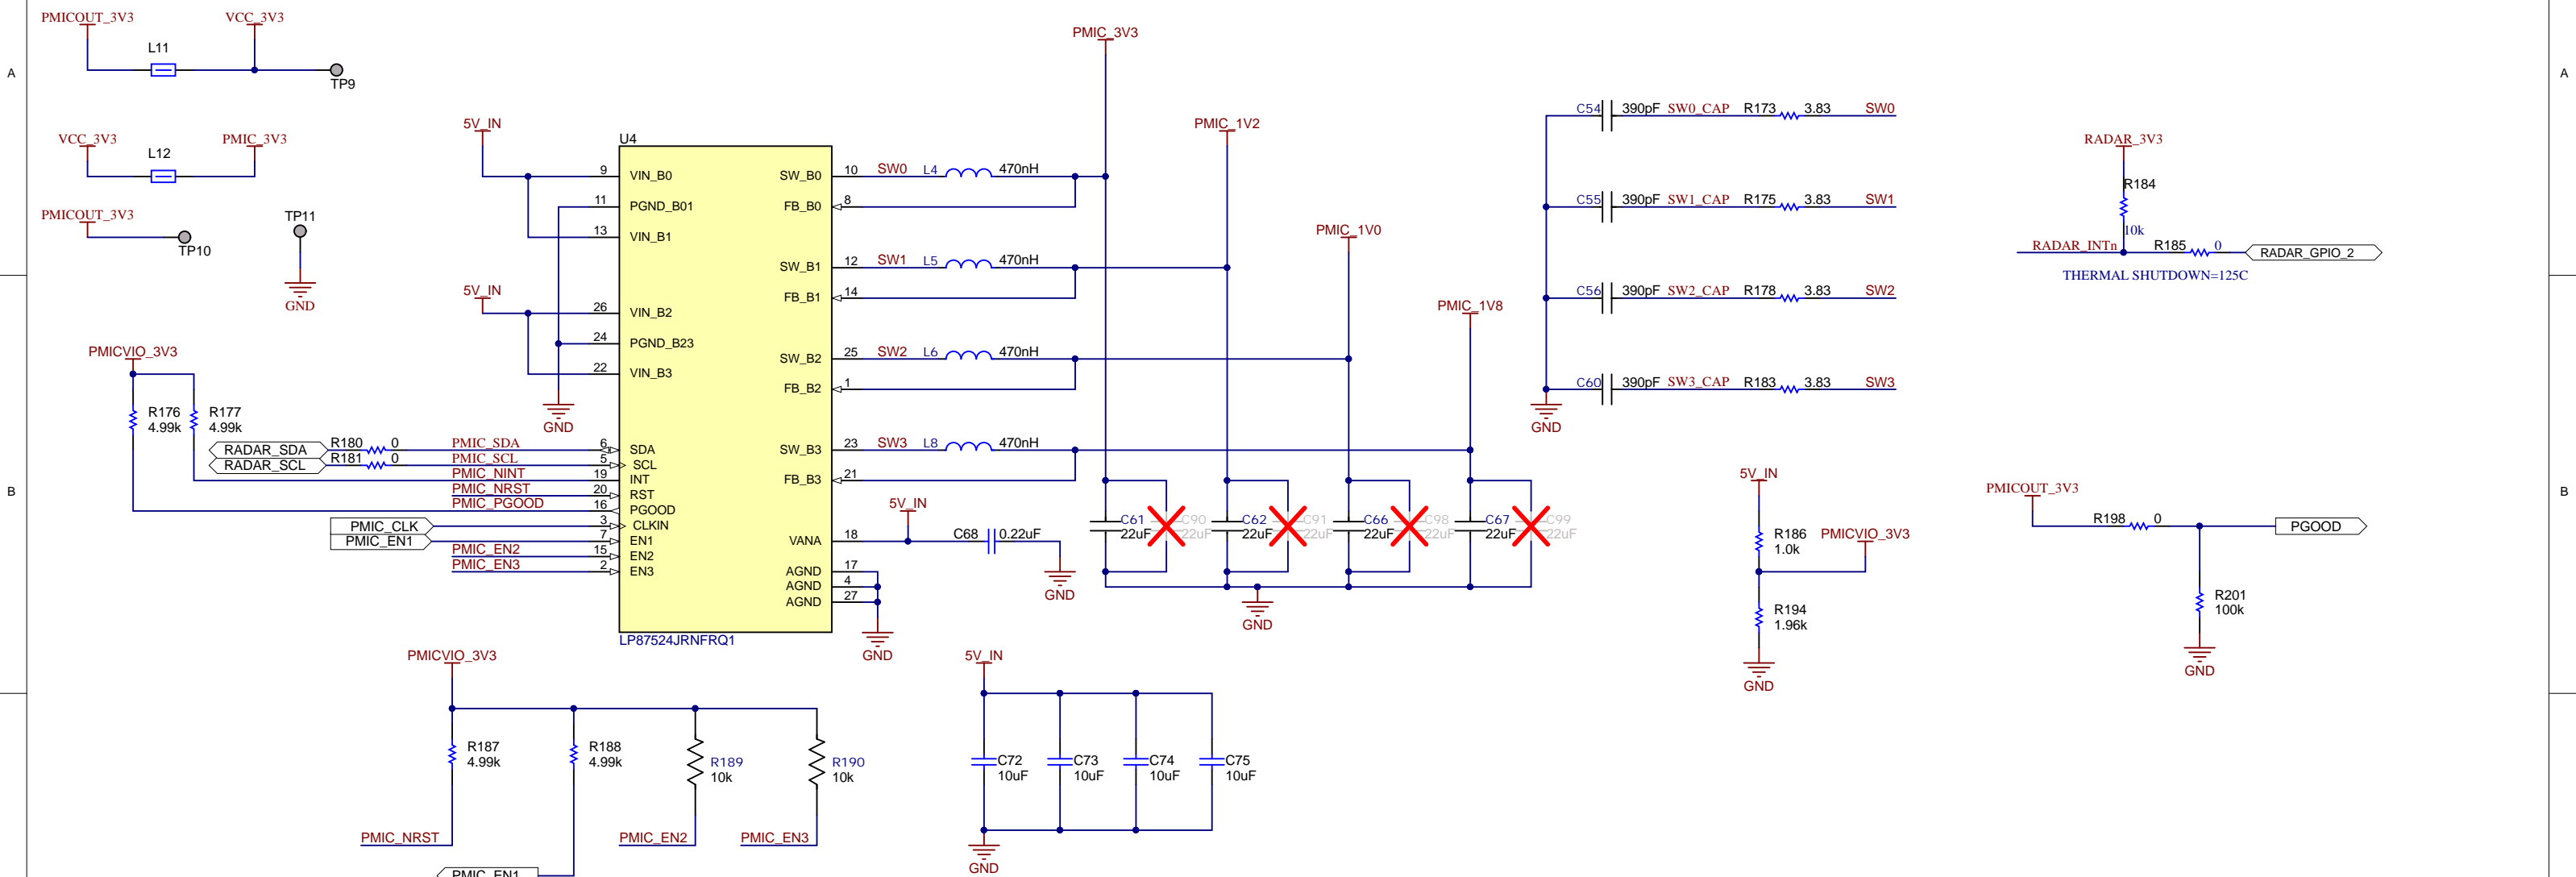 PMICOUT_3V3
VCC_3V3
L11
TP9
VCC_3V3
PMIC_3V3
L12
PMICOUT_3V3
TP10
TP11
GND
A
B
5V_IN
5V_IN
U4
9 VIN_B0
11 PGND_B01
13 VIN_B1
26 VIN_B2
24 PGND_B23
22 VIN_B3
GND
6 SDA
5 SCL
19 INT
20 RST
16 PGOOD
3 CLKIN
7 EN1
15 EN2
2 EN3
SW_B0 10
FB_B0 8
SW_B1 12
FB_B1 14
SW_B2 25
FB_B2 1
SW_B3 23
FB_B3 21
VANA 18
AGND 17
AGND 4
AGND 27
LP87524JRNFRQ1
GND
PMICVIO_3V3
R176
4.99k
R177
4.99k
RADAR_SDA
R180 0
PMIC_SDA
RADAR_SCL
R181 0
PMIC_SCL
PMIC_NINT
PMIC_NRST
PMIC_PGOOD
PMIC_CLK
PMIC_EN1
PMIC_EN2
PMIC_EN3
SW0 L4 470nH
SW1 L5 470nH
SW2 L6 470nH
SW3 L8 470nH
PMIC_3V3
PMIC_1V2
PMIC_1V0
PMIC_1V8
5V_IN
C68 0.22uF
GND
C61
22uF
C90
22uF
C62
22uF
C91
22uF
C66
22uF
C98
22uF
C67
22uF
C99
22uF
GND
C54 390pF SW0_CAP R173 3.83 SW0
C55 390pF SW1_CAP R175 3.83 SW1
C56 390pF SW2_CAP R178 3.83 SW2
C60 390pF SW3_CAP R183 3.83 SW3
GND
RADAR_3V3
R184
10k
RADAR_INTn
R185 0
RADAR_GPIO_2
THERMAL SHUTDOWN=125C
5V_IN
R186
1.0k
PMICVIO_3V3
R194
1.96k
GND
PMICOUT_3V3
R198 0
PGOOD
R201
100k
GND
PMICVIO_3V3
R187
4.99k
R188
4.99k
R189
10k
R190
10k
PMIC_NRST
PMIC_EN2
PMIC_EN3
PMIC_EN1
5V_IN
C72
10uF
C73
10uF
C74
10uF
C75
10uF
GND
A
B